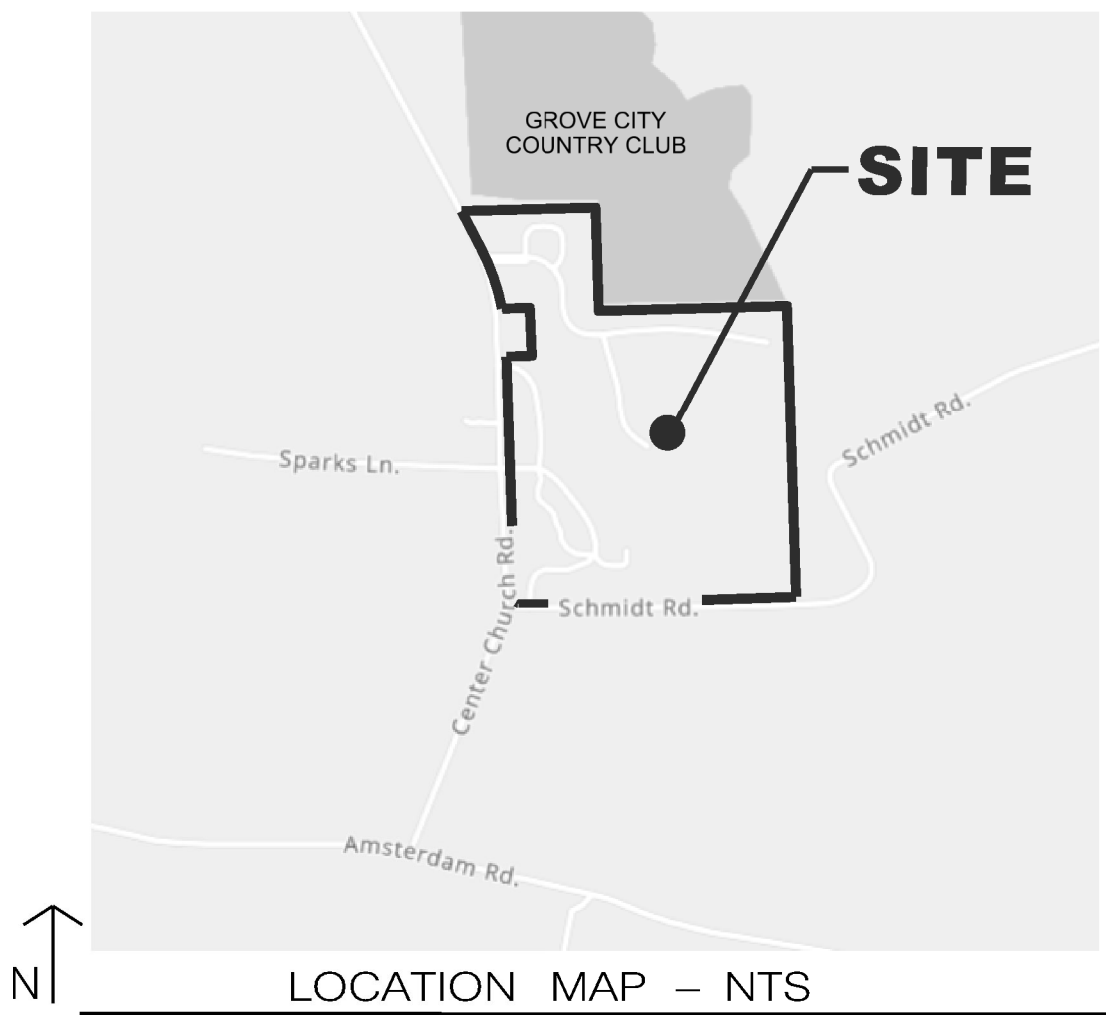 GROVE CITY
COUNTRY CLUB
SITE
Schmidt Rd.
Sparks Ln.
Center Church Rd.
Schmidt Rd.
Amsterdam Rd.
N
LOCATION MAP – NTS